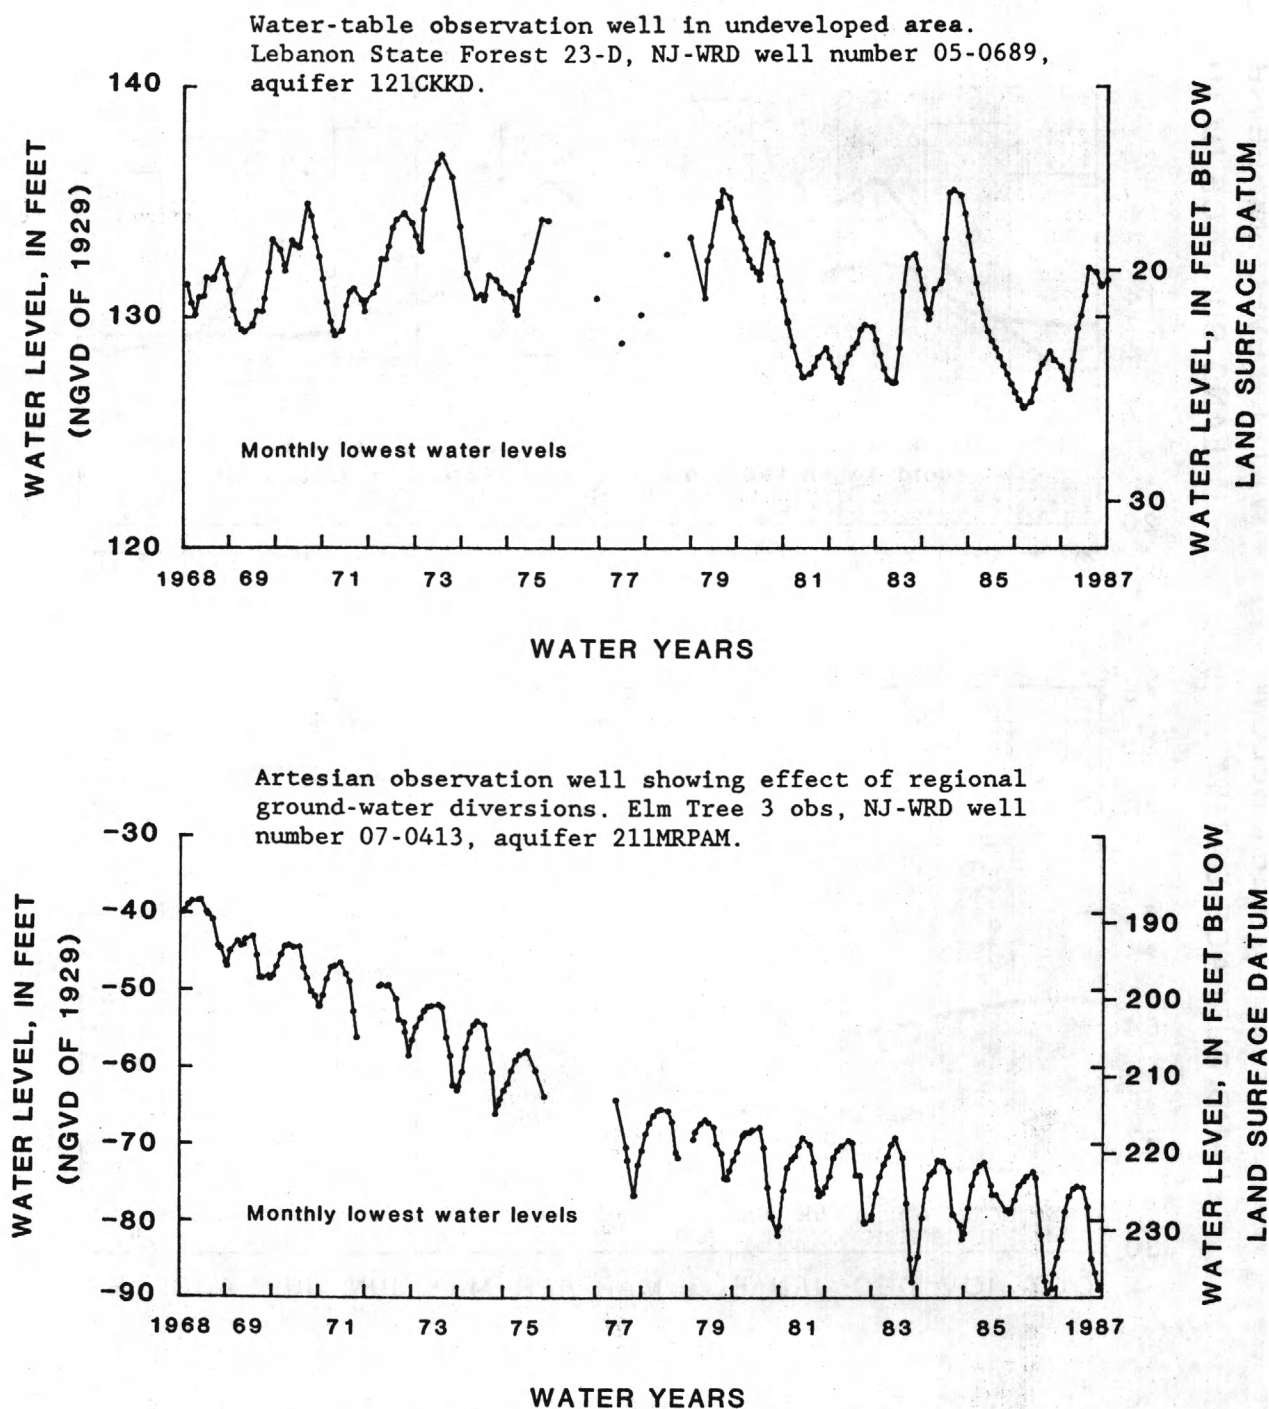 Water-table observation well in undeveloped area.
Lebanon State Forest 23-D, NJ-WRD well number 05-0689,
aquifer 121CKKD.
WATER LEVEL, IN FEET
(NGVD OF 1929)
140
130
120
Monthly lowest water levels
20
30
WATER LEVEL, IN FEET BELOW
LAND SURFACE DATUM
1968 69 71 73 75 77 79 81 83 85 1987
WATER YEARS
Artesian observation well showing effect of regional
ground-water diversions. Elm Tree 3 obs, NJ-WRD well
number 07-0413, aquifer 211MRPAM.
WATER LEVEL, IN FEET
(NGVD OF 1929)
-30
-40
-50
-60
-70
-80
-90
Monthly lowest water levels
190
200
210
220
230
WATER LEVEL, IN FEET BELOW
LAND SURFACE DATUM
1968 69 71 73 75 77 79 81 83 85 1987
WATER YEARS